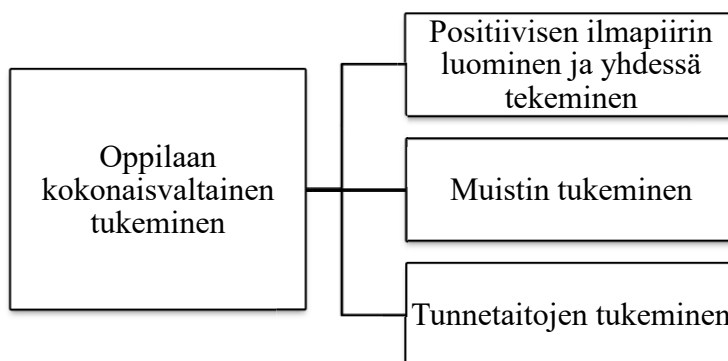 Oppilaan
kokonaisvaltainen
tukeminen
Positiivisen ilmapiirin
luominen ja yhdessä
tekeminen
Muistin tukeminen
Tunnetaitojen tukeminen